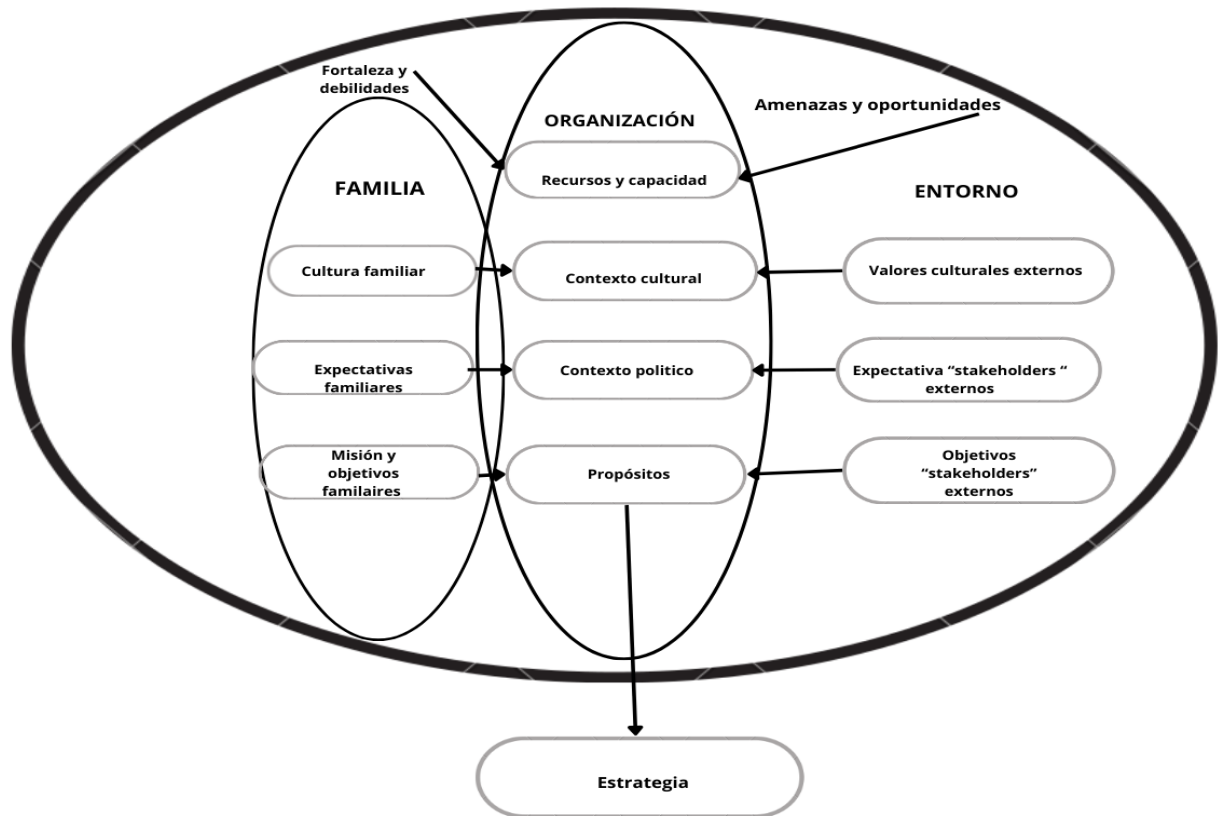 Fortaleza y
debilidades
ORGANIZACIÓN
Amenazas y oportunidades
Recursos y capacidad
FAMILIA
ENTORNO
Cultura familiar
Contexto cultural
Valores culturales externos
Expectativas
familiares
Contexto politico
Expectativa “stakeholders “
externos
Misión y
objetivos
familaires
Propósitos
Objetivos
“stakeholders”
externos
Estrategia